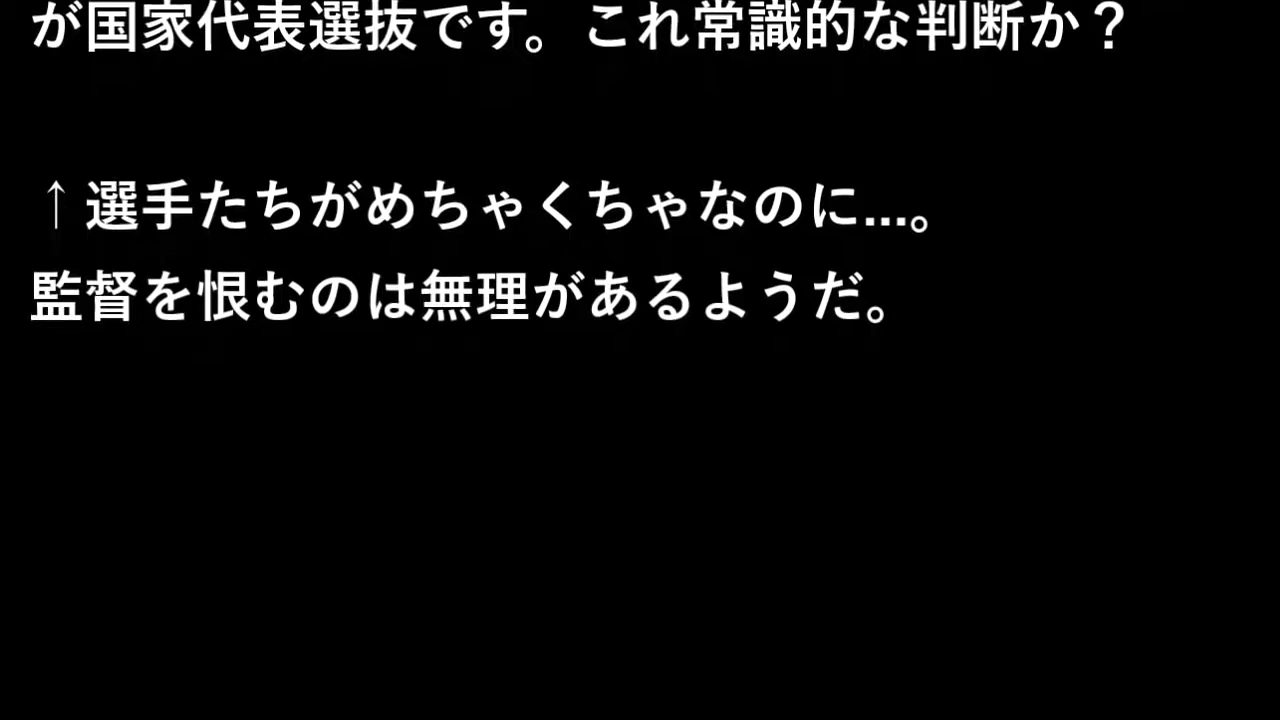 が国家代表選抜です。これ常識的な判断か？
↑選手たちがめちゃくちゃなのに...。
監督を恨むのは無理があるようだ。